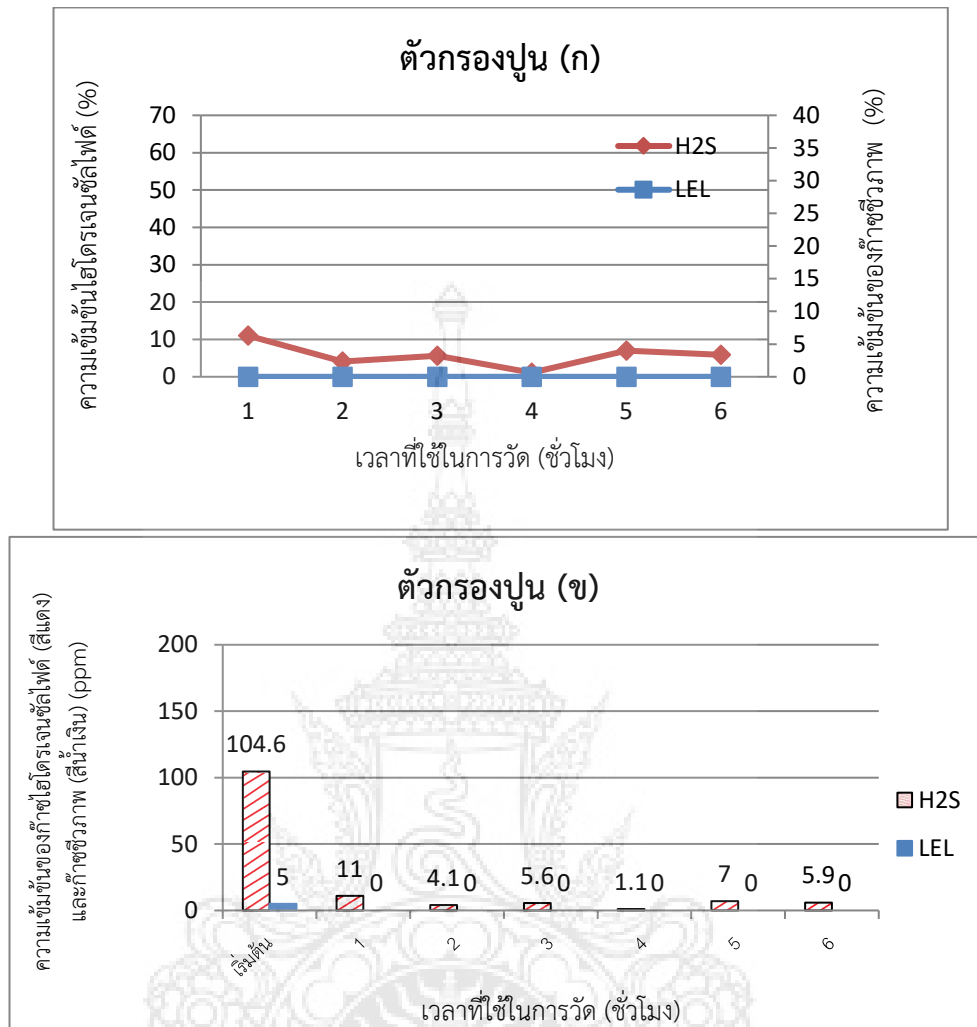 ตัวกรองปูน (ก)
ความเข้มข้นไฮโดรเจนซัลไฟด์ (%)
70
60
50
40
30
20
10
0
H2S
LEL
40
35
30
25
20
15
10
5
0
ความเข้มข้นของก๊าซชีวภาพ (%)
1 2 3 4 5 6
เวลาที่ใช้ในการวัด (ชั่วโมง)
ตัวกรองปูน (ข)
ความเข้มข้นของก๊าซไฮโดรเจนซัลไฟด์ (สีแดง)
และก๊าซชีวภาพ (สีน้ำเงิน) (ppm)
200
150
100
50
0
104.6 5 11 0 4.1 0 5.6 0 1.1 0 7 0 5.9 0
H2S
LEL
เริ่มต้น 1 2 3 4 5 6
เวลาที่ใช้ในการวัด (ชั่วโมง)